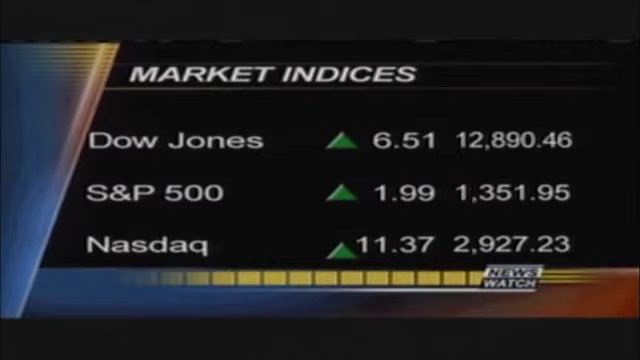 MARKET INDICES
Dow Jones 6.51 12,890.46
S&P 500 1.99 1,351.95
Nasdaq 11.37 2,927.23
NEWS
WATCH